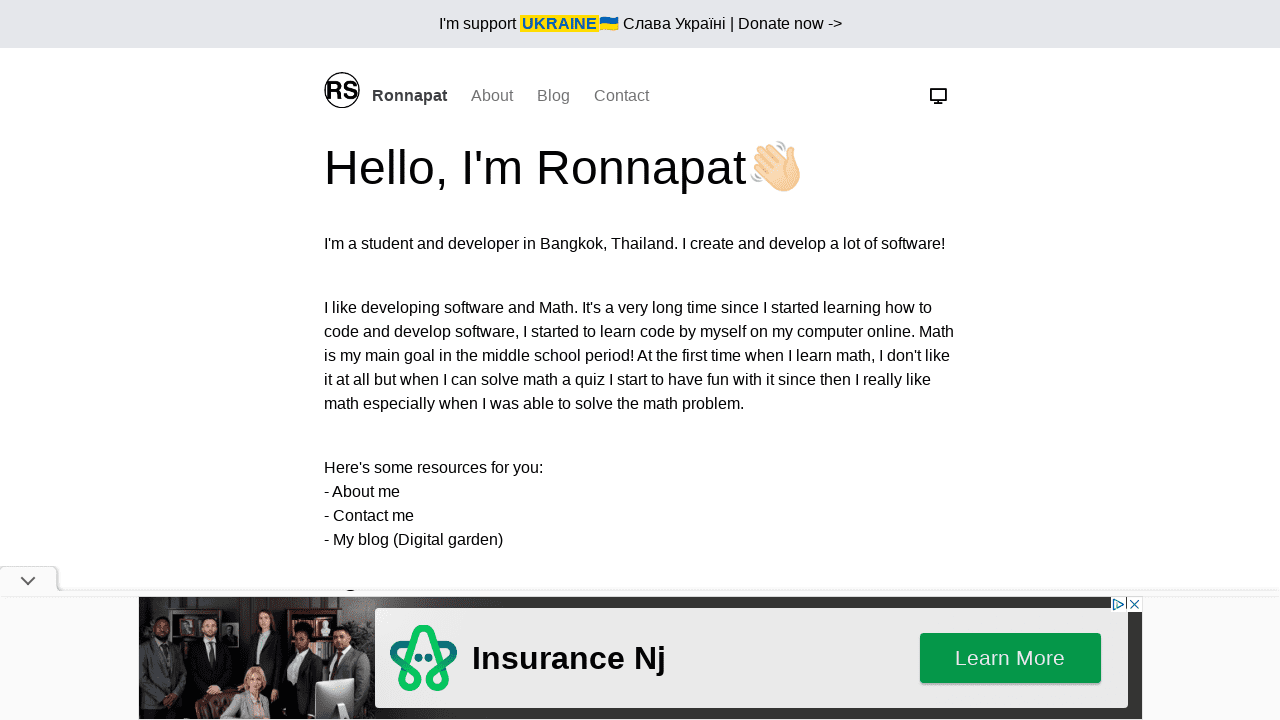 I'm support UKRAINE🇺🇦 Слава Україні | Donate now ->
RS Ronnapat About Blog Contact
Hello, I'm Ronnapat👋🏻
I'm a student and developer in Bangkok, Thailand. I create and develop a lot of software!
I like developing software and Math. It's a very long time since I started learning how to
code and develop software, I started to learn code by myself on my computer online. Math
is my main goal in the middle school period! At the first time when I learn math, I don't like
it at all but when I can solve math a quiz I start to have fun with it since then I really like
math especially when I was able to solve the math problem.
Here's some resources for you:
- About me
- Contact me
- My blog (Digital garden)
Insurance Nj
Learn More